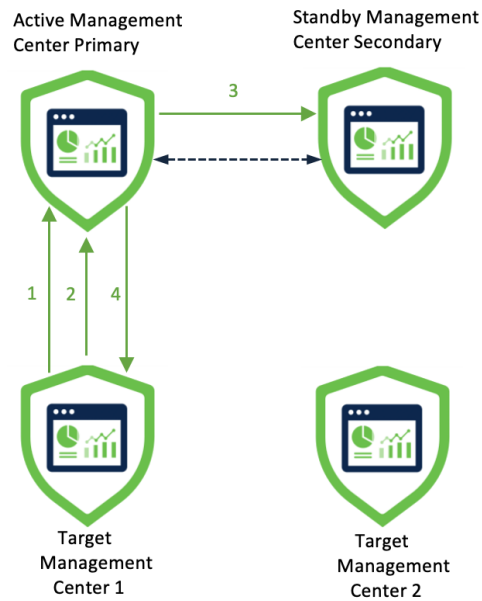 Active Management
Center Primary
Standby Management
Center Secondary
3
1
2
4
Target
Management
Center 1
Target
Management
Center 2